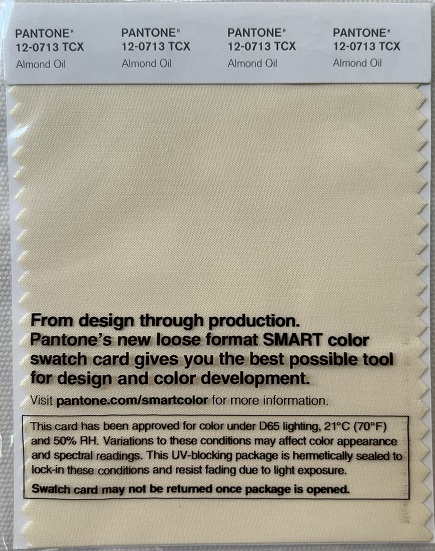 PANTONE® PANTONE® PANTONE® PANTONE®
12-0713 TCX 12-0713 TCX 12-0713 TCX 12-0713 TCX
Almond Oil Almond Oil Almond Oil Almond Oil
From design through production.
Pantone's new loose format SMART color
swatch card gives you the best possible tool
for design and color development.
Visit pantone.com/smartcolor for more information.
This card has been approved for color under D65 lighting, 21°C (70°F)
and 50% RH. Variations to these conditions may affect color appearance
and spectral readings. This UV-blocking package is hermetically sealed to
lock-in these conditions and resist fading due to light exposure.
Swatch card may not be returned once package is opened.